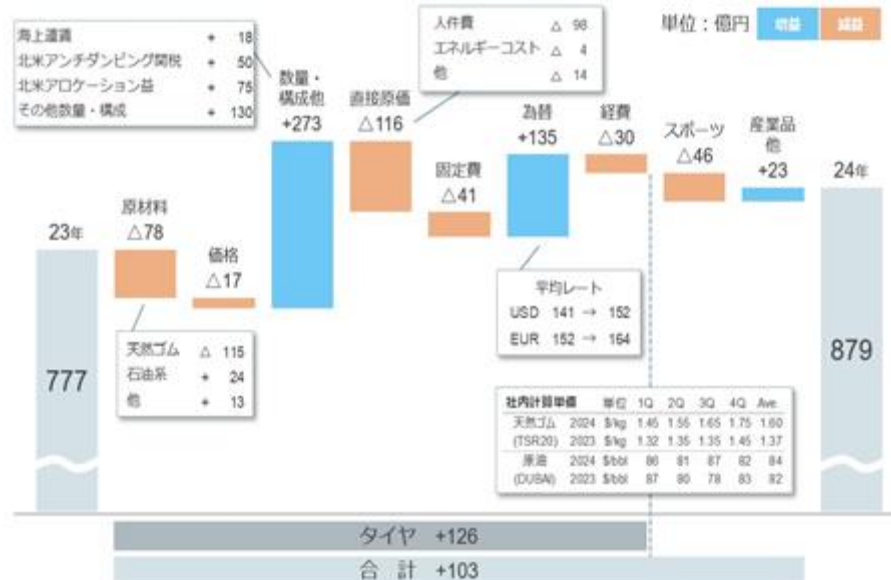 単位：億円
増益
減益
海上運賃 + 18
北米アンチダンピング関税 + 50
北米アロケーション益 + 75
その他数量・構成 + 130
人件費 △ 98
エネルギーコスト △ 4
他 △ 14
23年
777
原材料
△78
価格
△17
数量・
構成他
+273
直接原価
△116
固定費
△41
為替
+135
経費
△30
スポーツ
△46
産業品
他
+23
24年
879
天然ゴム △ 115
石油系 + 24
他 + 13
平均レート
USD 141 → 152
EUR 152 → 164
社内計算単価 単位 1Q 2Q 3Q 4Q Ave.
天然ゴム 2024 $/kg 1.45 1.55 1.65 1.75 1.60
(TSR20) 2023 $/kg 1.32 1.35 1.35 1.45 1.37
原油 2024 $/bbl 86 81 87 82 84
(DUBAI) 2023 $/bbl 87 80 78 83 82
タイヤ +126
合 計 +103